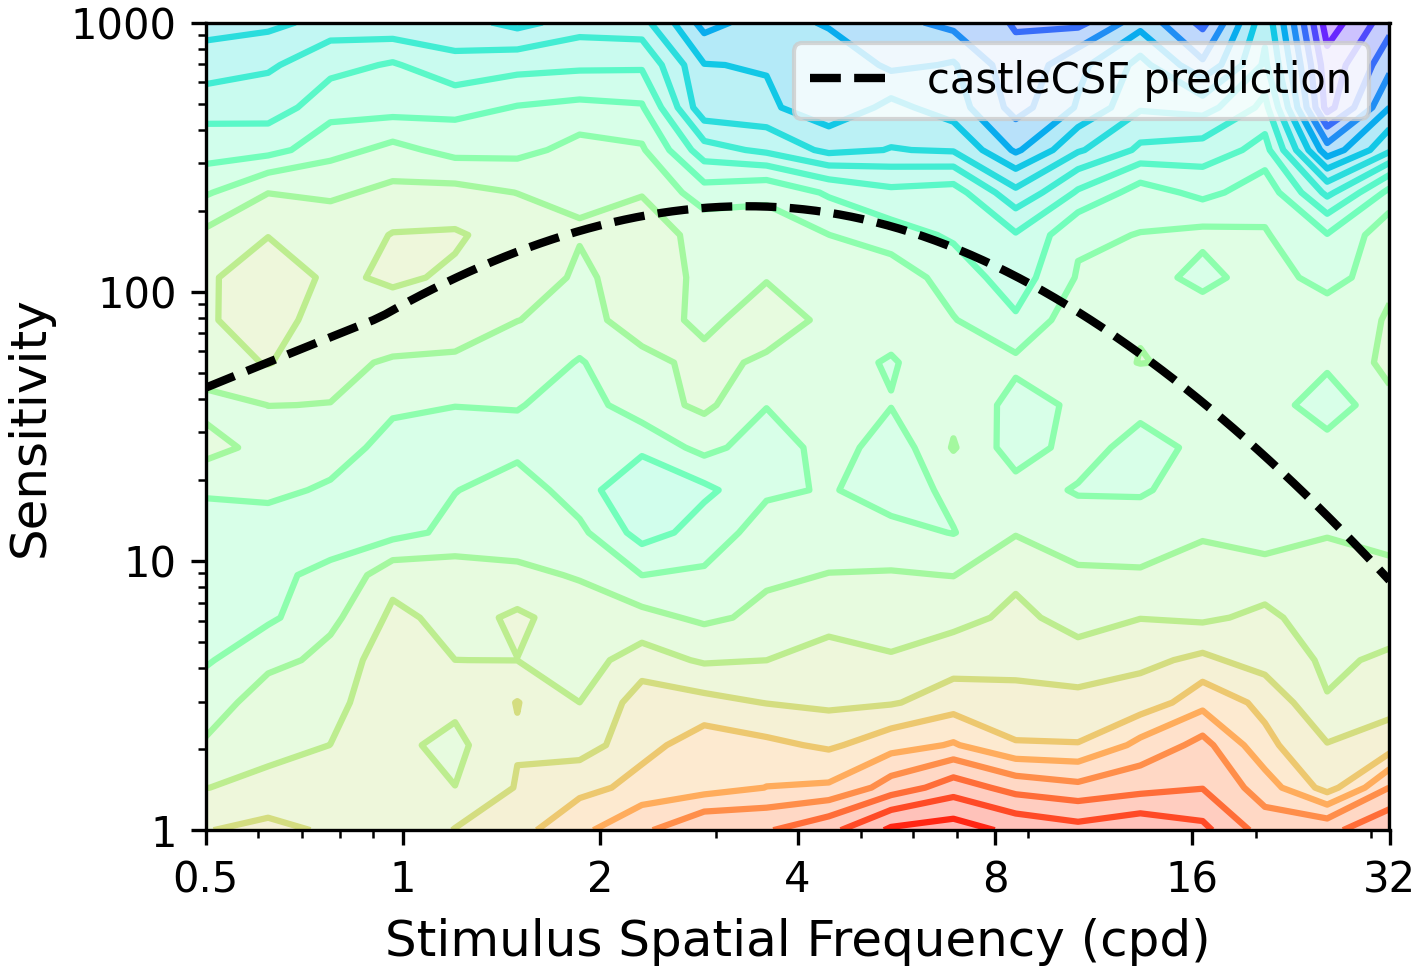 1000
100
10
1
Sensitivity
castleCSF prediction
0.5 1 2 4 8 16 32
Stimulus Spatial Frequency (cpd)